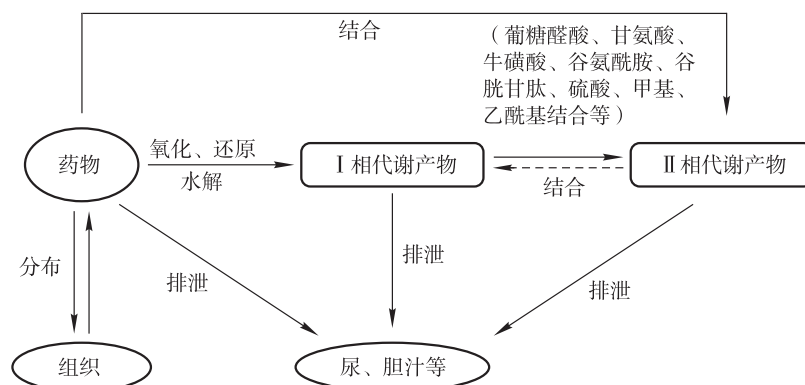 结合
（葡糖醛酸、甘氨酸、
牛磺酸、谷氨酰胺、谷
胱甘肽、硫酸、甲基、
乙酰基结合等）
药物
氧化、还原
水解
Ⅰ相代谢产物
结合
Ⅱ相代谢产物
分布
排泄
排泄
排泄
组织
尿、胆汁等